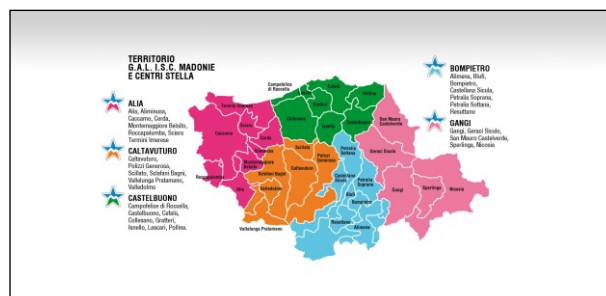 TERRITORIO
G.A.L. I.S.C. MADONIE
E CENTRI STELLA
ALIA
Alia, Aliminusa,
Caccamo, Cerda,
Montemaggiore Belsito,
Roccapalumba, Sciara
Termini Imerese
CALTAVUTURO
Caltavuturo,
Polizzi Generosa,
Scillato, Sclafani Bagni,
Vallelunga Pratameno,
Valledolmo
CASTELBUONO
Campofelice di Roccella,
Castelbuono, Cefalù,
Collesano, Gratteri,
Isnello, Lascari, Pollina.
BOMPIETRO
Alimena, Blufi,
Bompietro,
Castellana Sicula,
Petralia Soprana,
Petralia Sottana,
Resuttano
GANGI
Gangi, Geraci Siculo,
San Mauro Castelverde,
Sperlinga, Nicosia
Campofelice
di Roccella
Cefalù
Pollina
Termini Imerese
Gratteri
Collesano
San Mauro
Castelverde
Sciara
Isnello
Castelbuono
Caccamo
Cerda
Aliminusa
Scillato
Polizzi
Generosa
Petralia
Sottana
Geraci Siculo
Montemaggiore
Belsito
Sclafani Bagni
Caltavuturo
Castellana
Sicula
Petralia
Soprana
Roccapalumba
Alia
Valledolmo
Blufi
Gangi
Sperlinga
Nicosia
Bompietro
Resuttano
Alimena
Vallelunga Pratameno